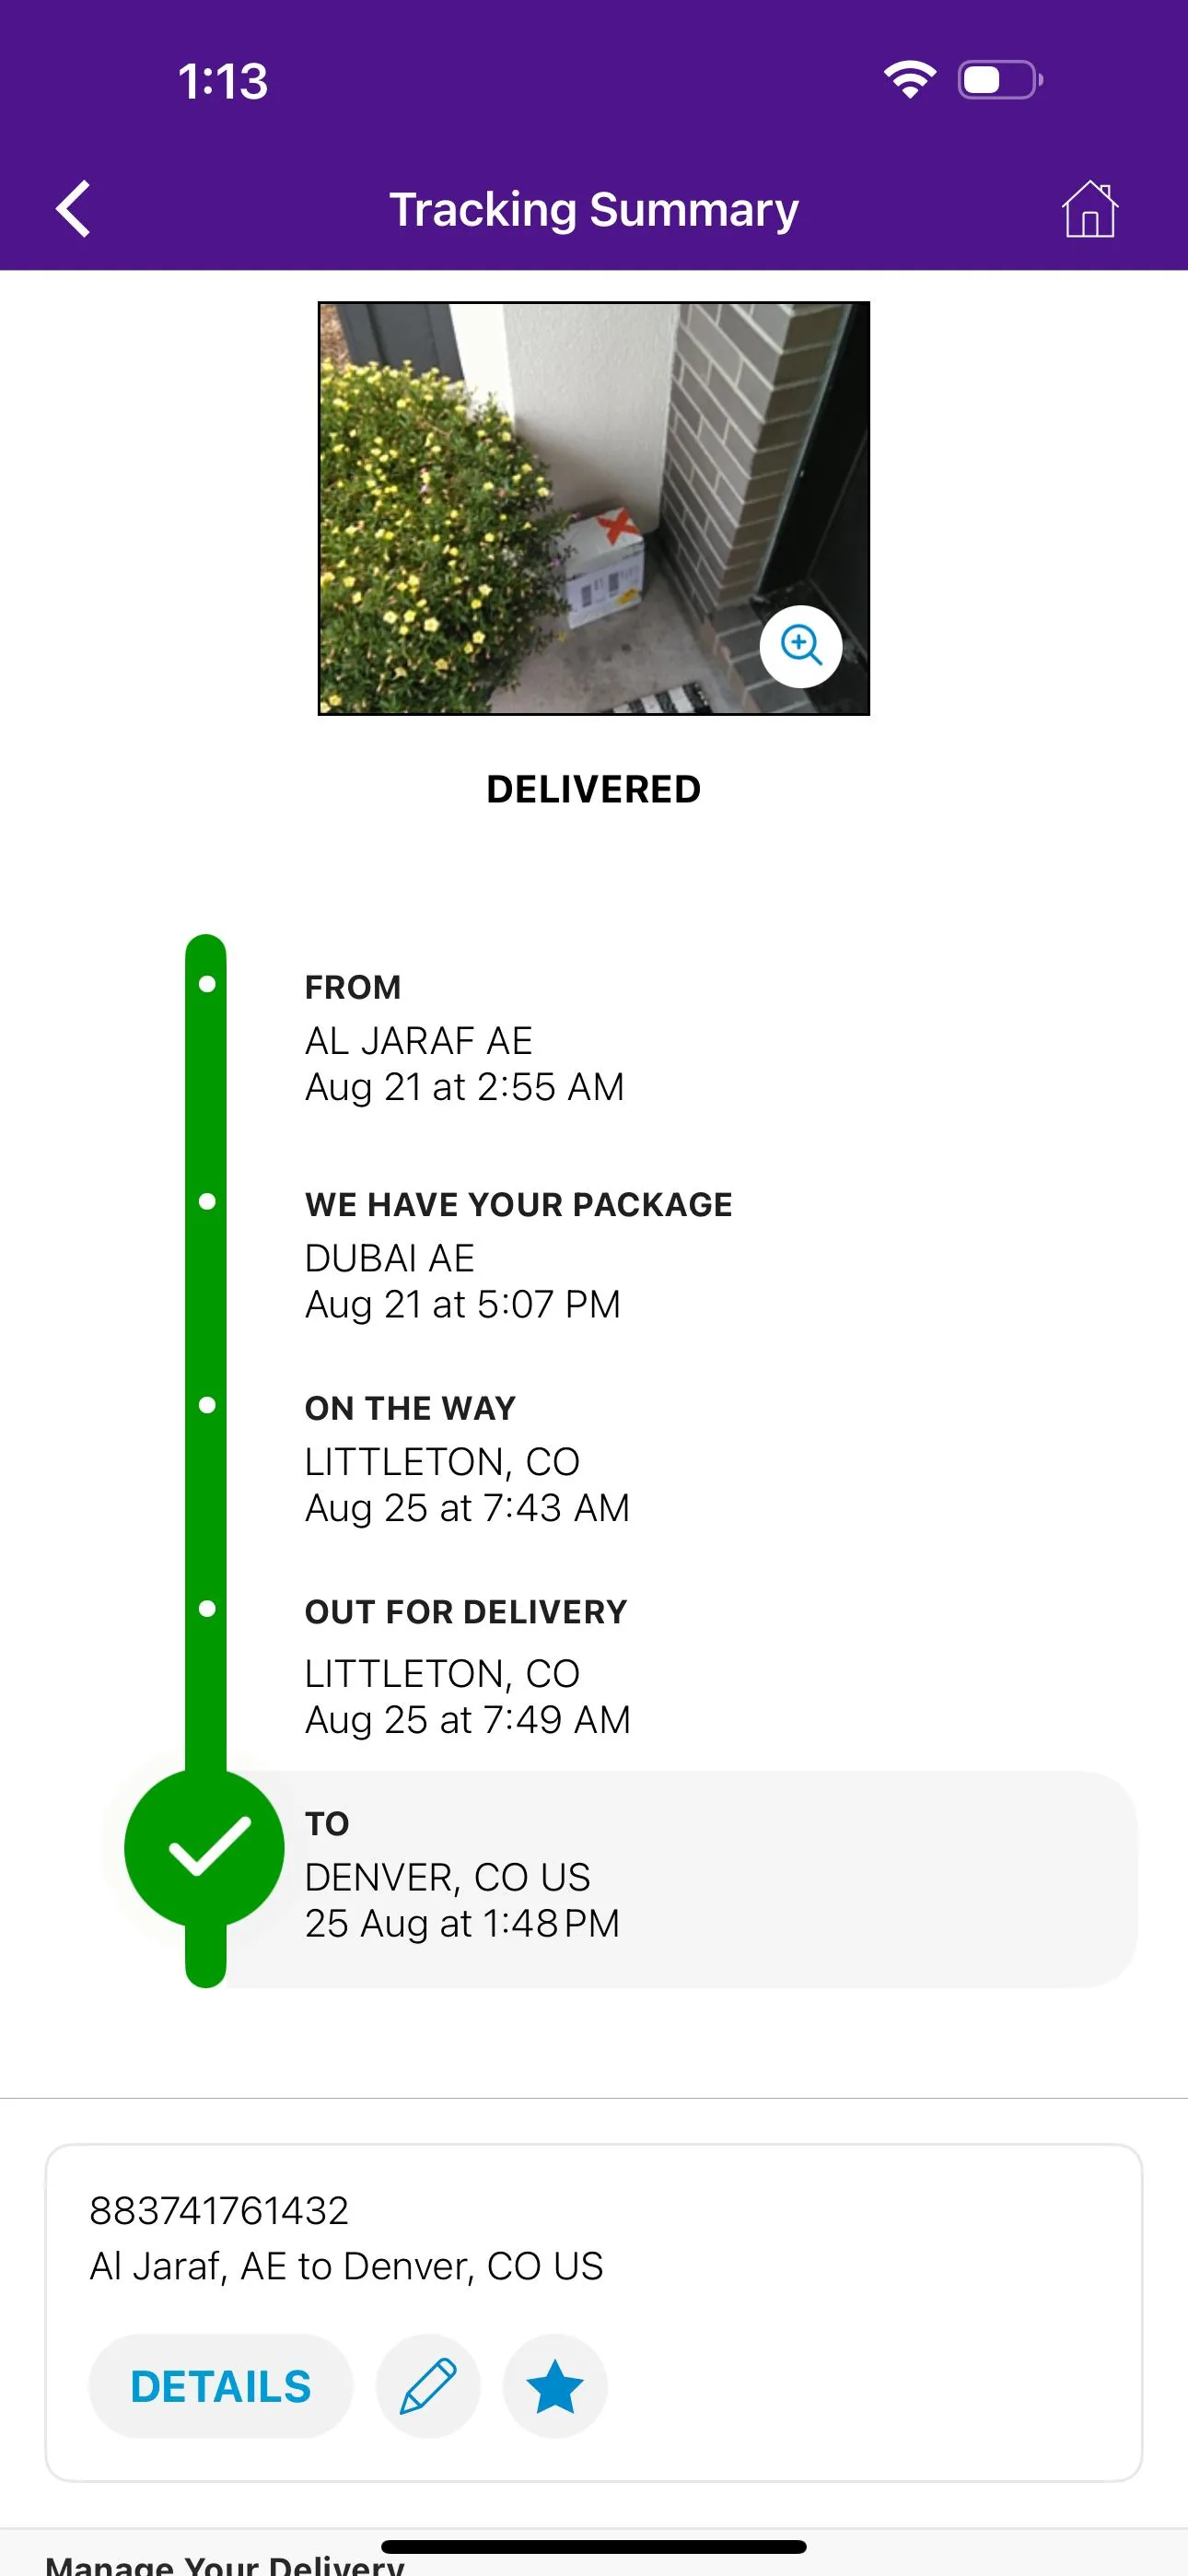 1:13
Tracking Summary
DELIVERED
FROM
AL JARAF AE
Aug 21 at 2:55 AM
WE HAVE YOUR PACKAGE
DUBAI AE
Aug 21 at 5:07 PM
ON THE WAY
LITTLETON, CO
Aug 25 at 7:43 AM
OUT FOR DELIVERY
LITTLETON, CO
Aug 25 at 7:49 AM
TO
DENVER, CO US
25 Aug at 1:48 PM
883741761432
Al Jaraf, AE to Denver, CO US
DETAILS
Manage Your Delivery